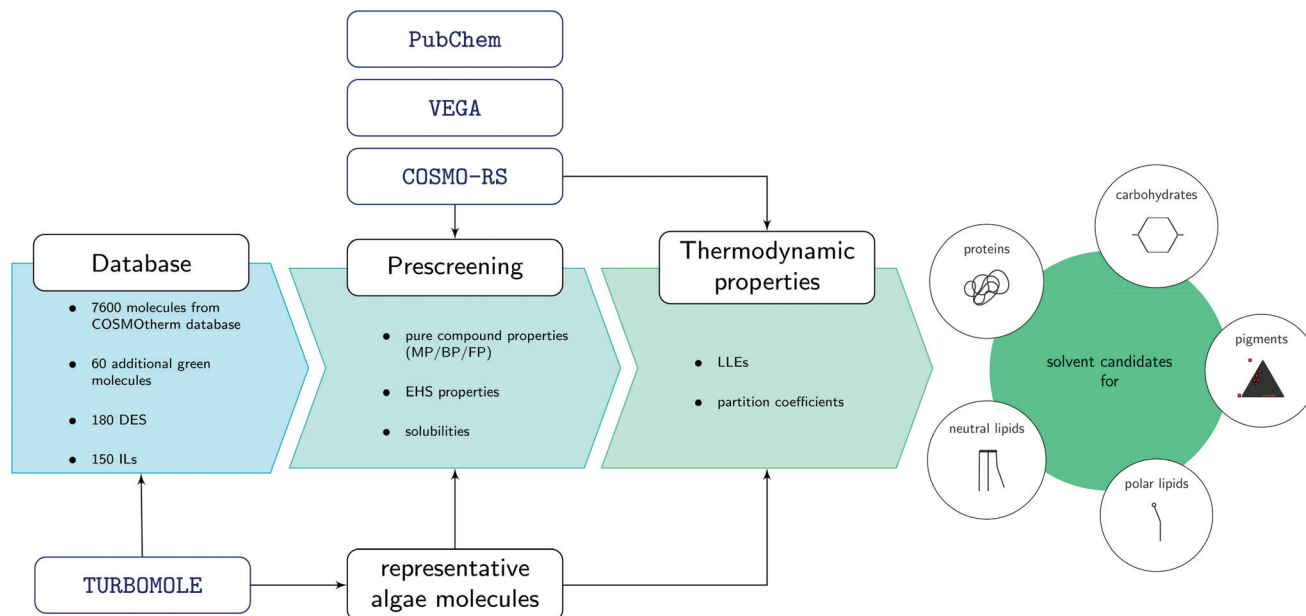 PubChem
VEGA
COSMO-RS
Database
7600 molecules from
COSMOtherm database
60 additional green
molecules
180 DES
150 ILs
Prescreening
pure compound properties
(MP/BP/FP)
EHS properties
solubilities
Thermodynamic
properties
LLEs
partition coefficients
TURBOMOLE
representative
algae molecules
carbohydrates
proteins
pigments
solvent candidates
for
neutral lipids
polar lipids